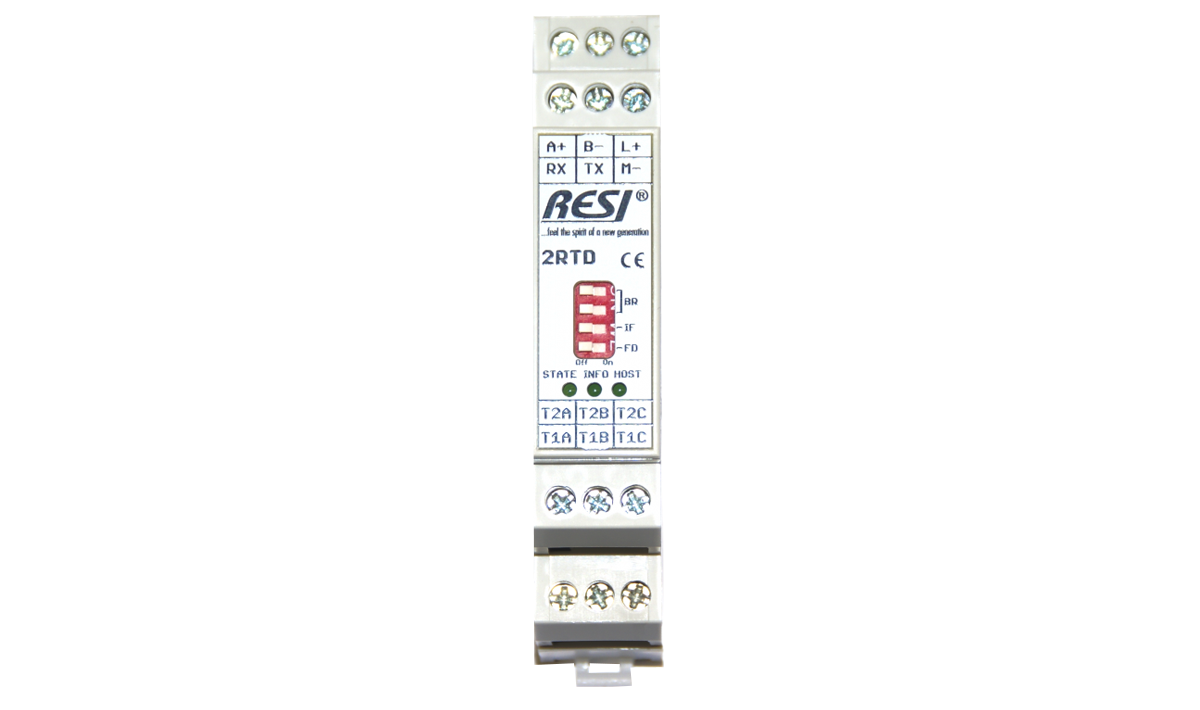 A+ B- L+
RX TX M-
RESI®
...feel the spirit of a new generation
2RTD CE
BR
IF
FD
Off On
STATE INFO HOST
T2A T2B T2C
T1A T1B T1C